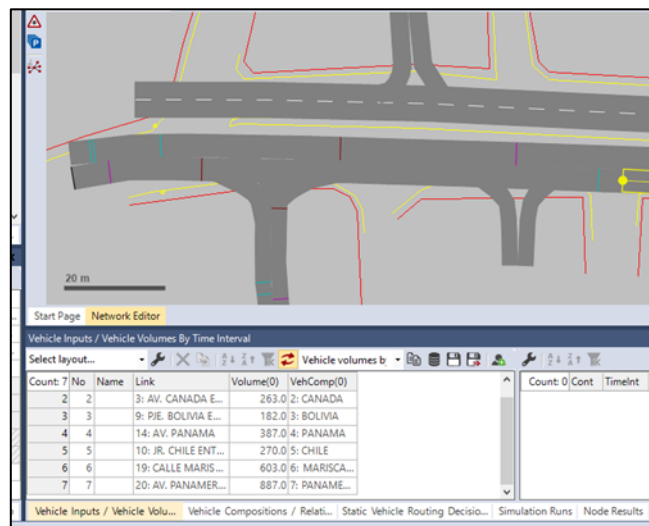 P
20 m
Start Page Network Editor
Vehicle Inputs / Vehicle Volumes By Time Interval
Select layout... Vehicle volumes by
Count: 7 No Name Link Volume(0) VehComp(0) Count: 0 Cont TimeInt
2 2 3: AV. CANADA E... 263.0 2: CANADA
3 3 9: PJE. BOLIVIA E... 182.0 3: BOLIVIA
4 4 14: AV. PANAMA 387.0 4: PANAMA
5 5 10: JR. CHILE ENT... 270.0 5: CHILE
6 6 19: CALLE MARIS... 603.0 6: MARISCA...
7 7 20: AV. PANAMER... 887.0 7: PANAME...
Vehicle Inputs / Vehicle Volu... Vehicle Compositions / Relati... Static Vehicle Routing Decisio... Simulation Runs Node Results